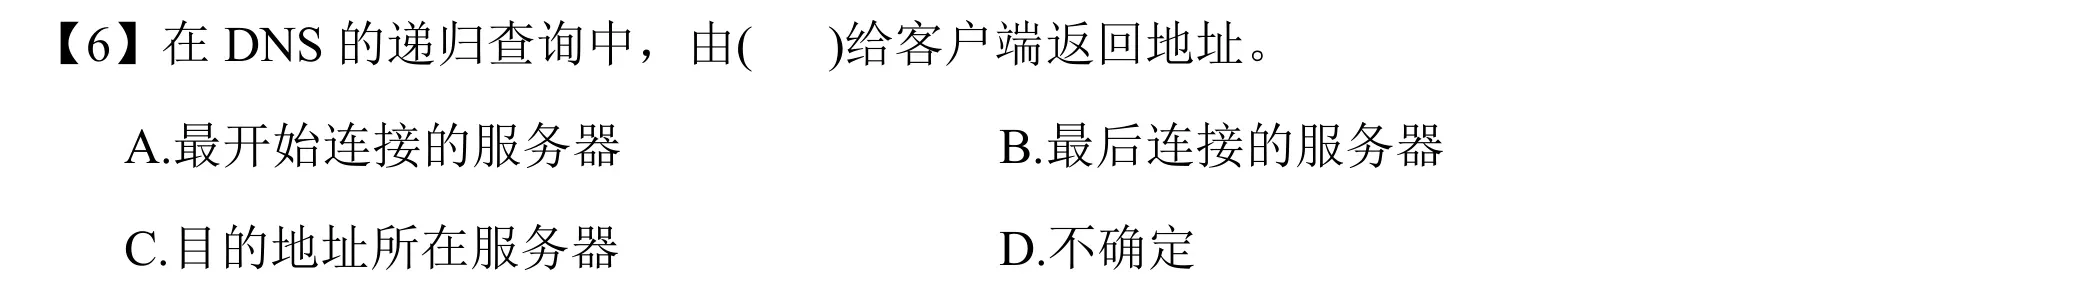 【6】在 DNS 的递归查询中，由(      )给客户端返回地址。
A.最开始连接的服务器    B.最后连接的服务器
C.目的地址所在服务器    D.不确定